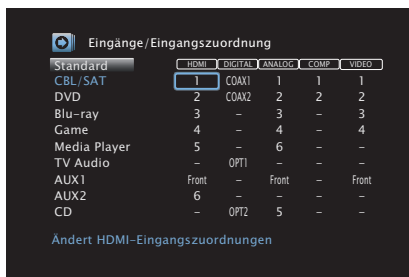 Eingänge/Eingangszuordnung
Standard HDMI DIGITAL ANALOG COMP VIDEO
CBL/SAT 1 COAX1 1 1 1
DVD 2 COAX2 2 2 2
Blu-ray 3 – 3 – 3
Game 4 – 4 – 4
Media Player 5 – 6 – –
TV Audio – OPT1 – – –
AUX1 Front – Front – Front
AUX2 6 – – – –
CD – OPT2 5 – –
Ändert HDMI-Eingangszuordnungen